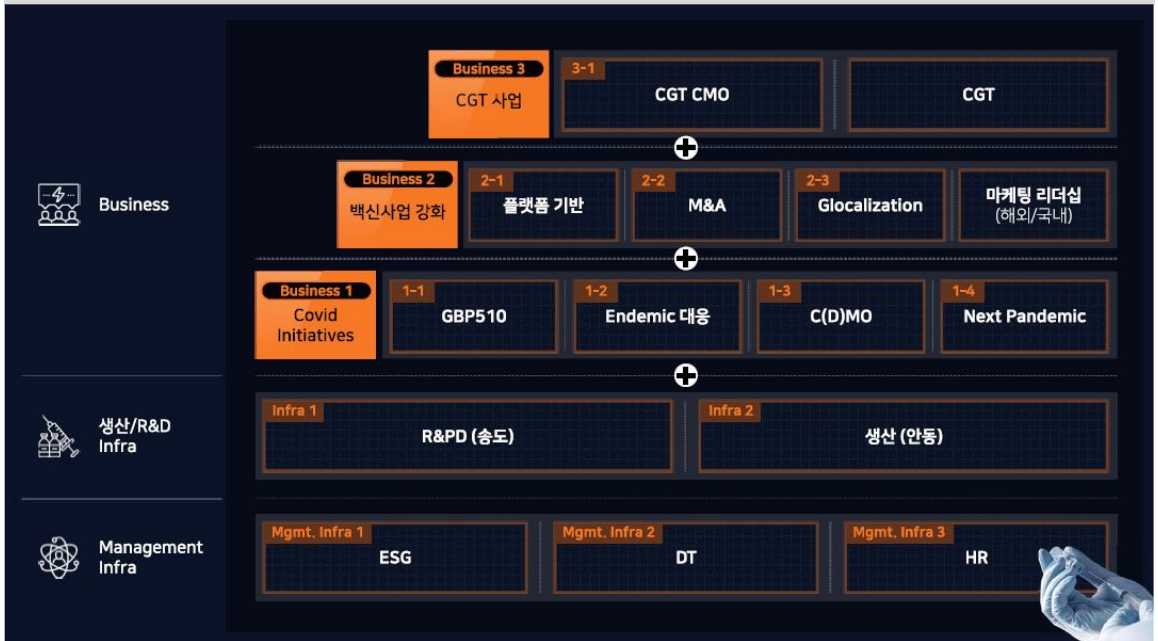 Business
Business 3
CGT 사업
3-1
CGT CMO
CGT
Business 2
백신사업 강화
2-1
플랫폼 기반
2-2
M&A
2-3
Glocalization
마케팅 리더십
(해외/국내)
Business 1
Covid
Initiatives
1-1
GBP510
1-2
Endemic 대응
1-3
C(D)MO
1-4
Next Pandemic
생산/R&D
Infra
Infra 1
R&PD (송도)
Infra 2
생산 (안동)
Management
Infra
Mgmt. Infra 1
ESG
Mgmt. Infra 2
DT
Mgmt. Infra 3
HR